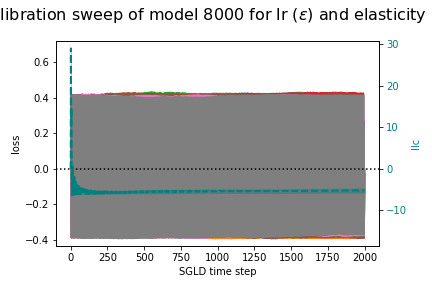 libration sweep of model 8000 for lr (ε) and elasticity
0.6
0.4
0.2
0.0
−0.2
−0.4
loss
30
20
10
0
−10
llc
0 250 500 750 1000 1250 1500 1750 2000
SGLD time step